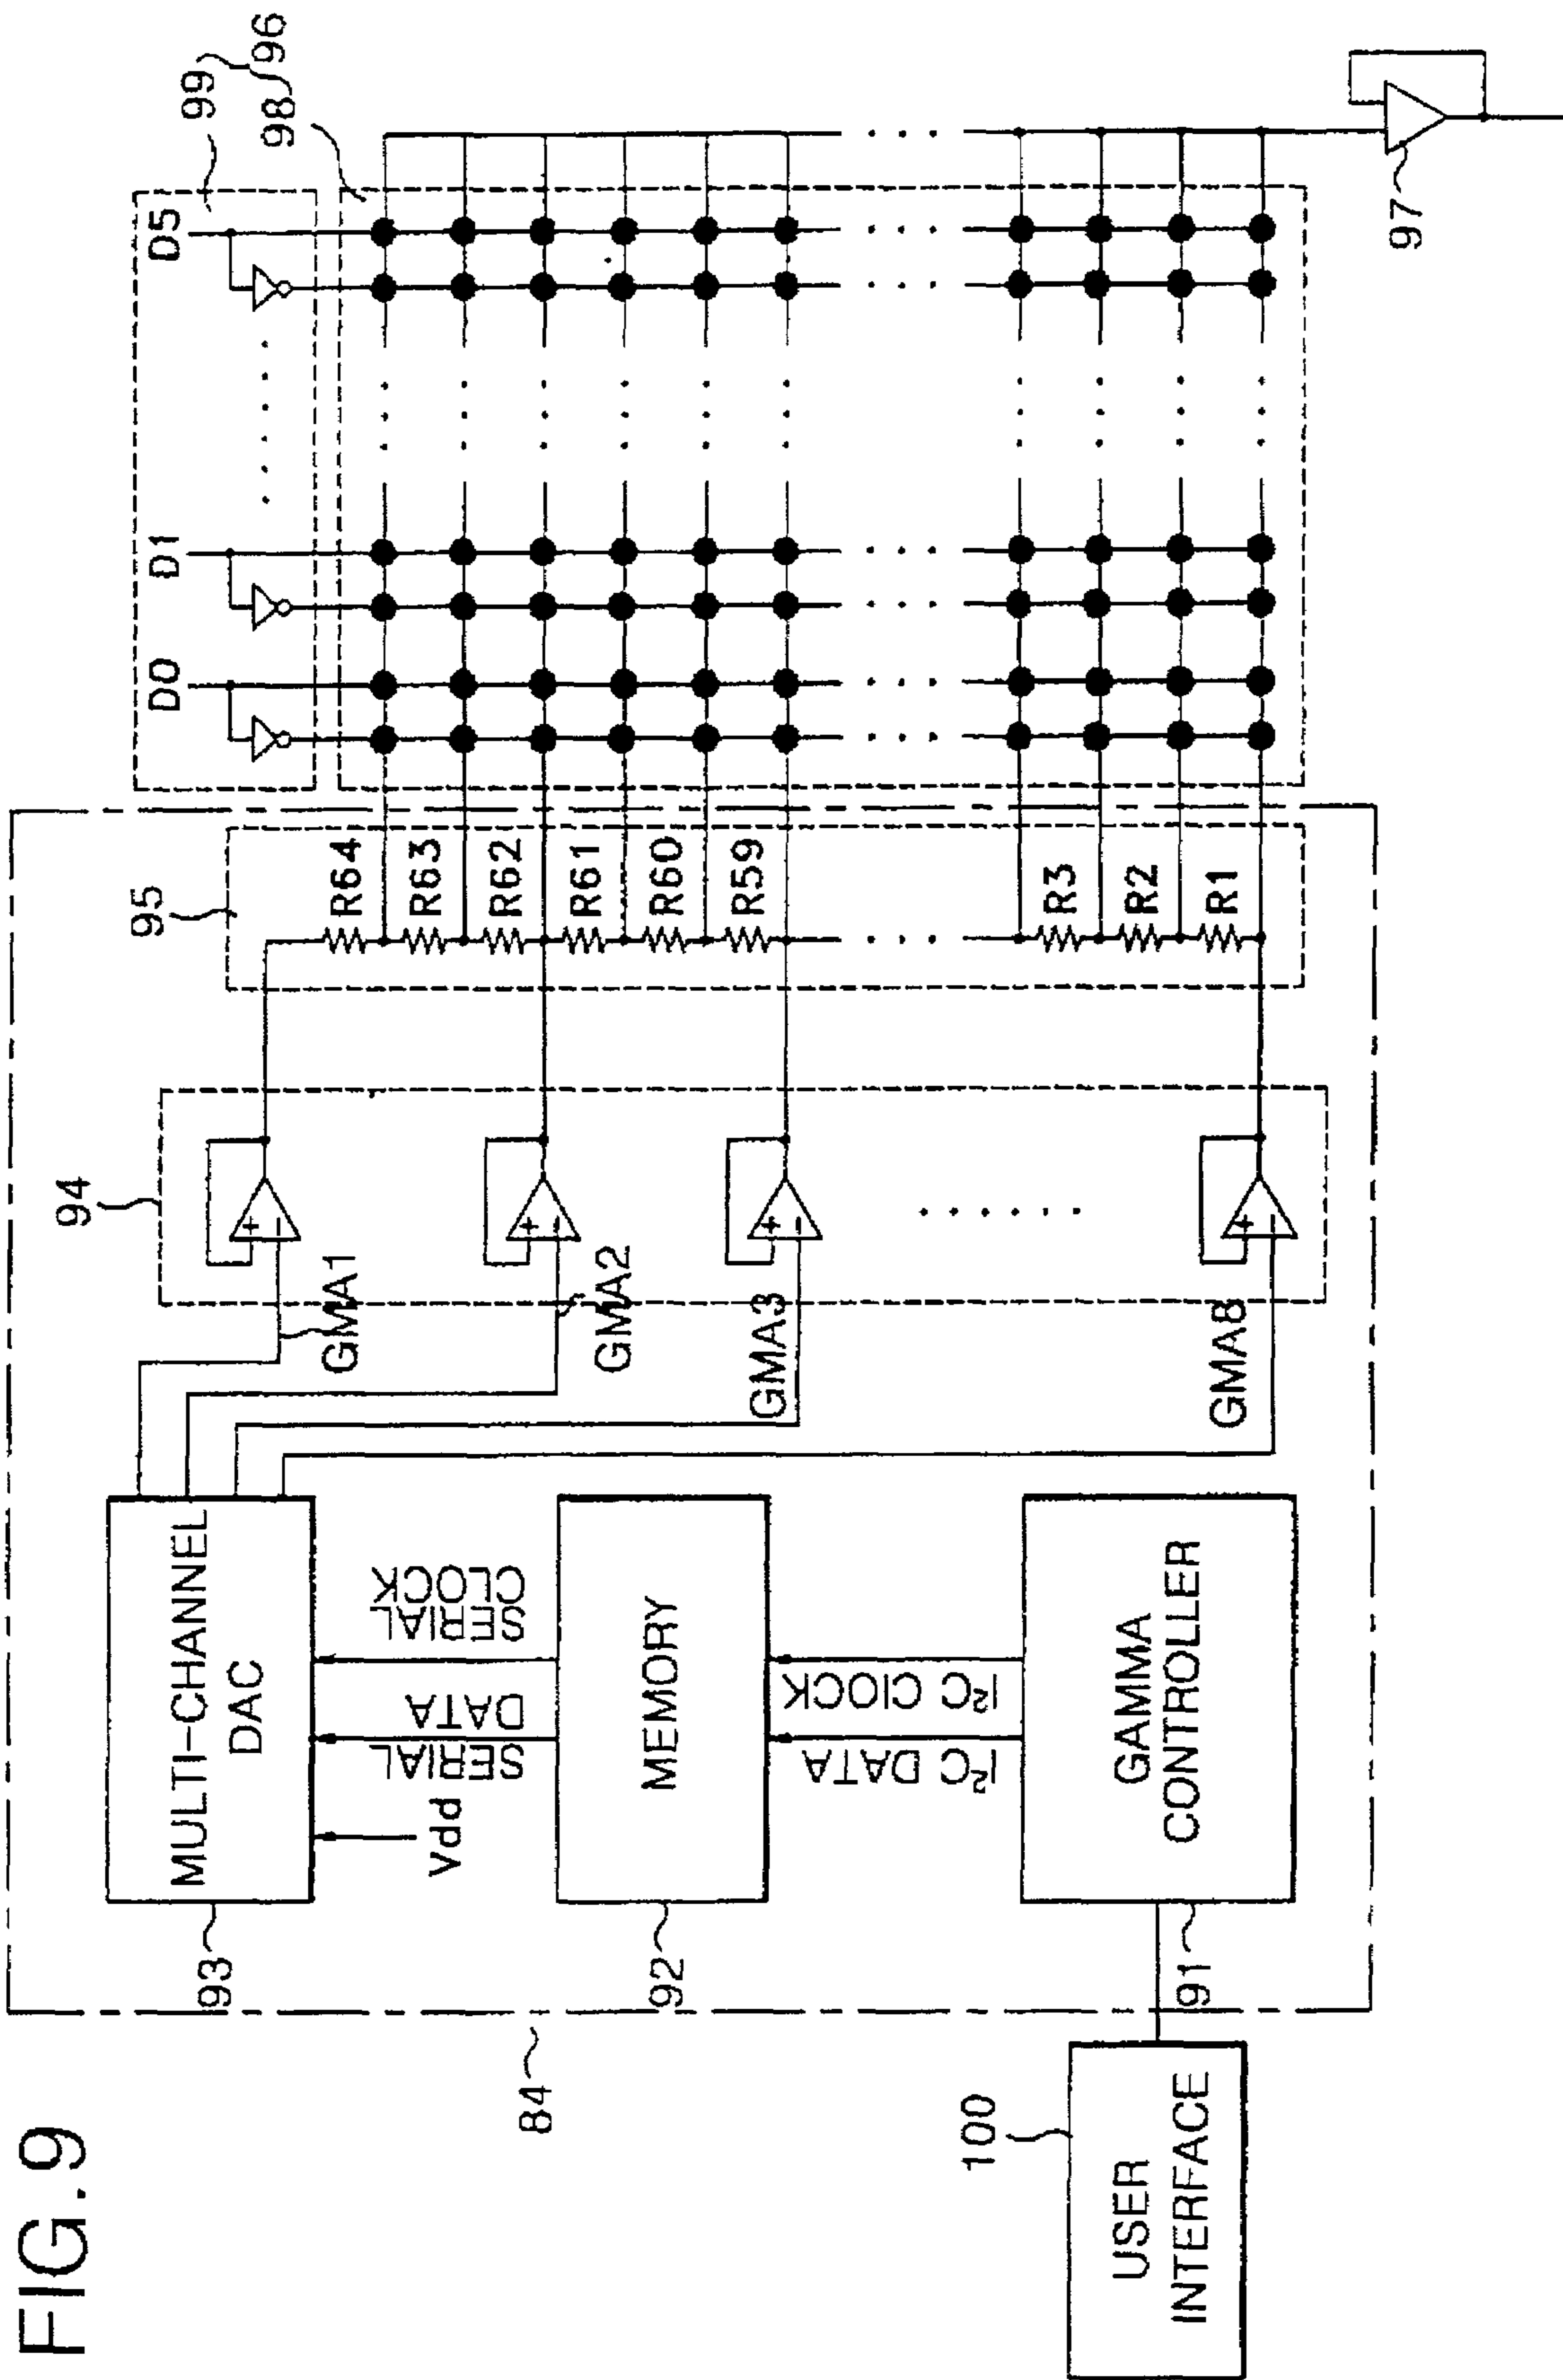 FIG.9
84
100
USER
INTERFACE
93
MULTI-CHANNEL
DAC
Vdd
SERIAL
DATA
SERIAL
CLOCK
92
MEMORY
I²C DATA
I²C ClOCK
91
GAMMA
CONTROLLER
GMA1
GMA2
GMA3
GMA8
94
+
−
+
−
+
−
+
−
95
R64
R63
R62
R61
R60
R59
R3
R2
R1
D0
D1
D5
99
98
96
97